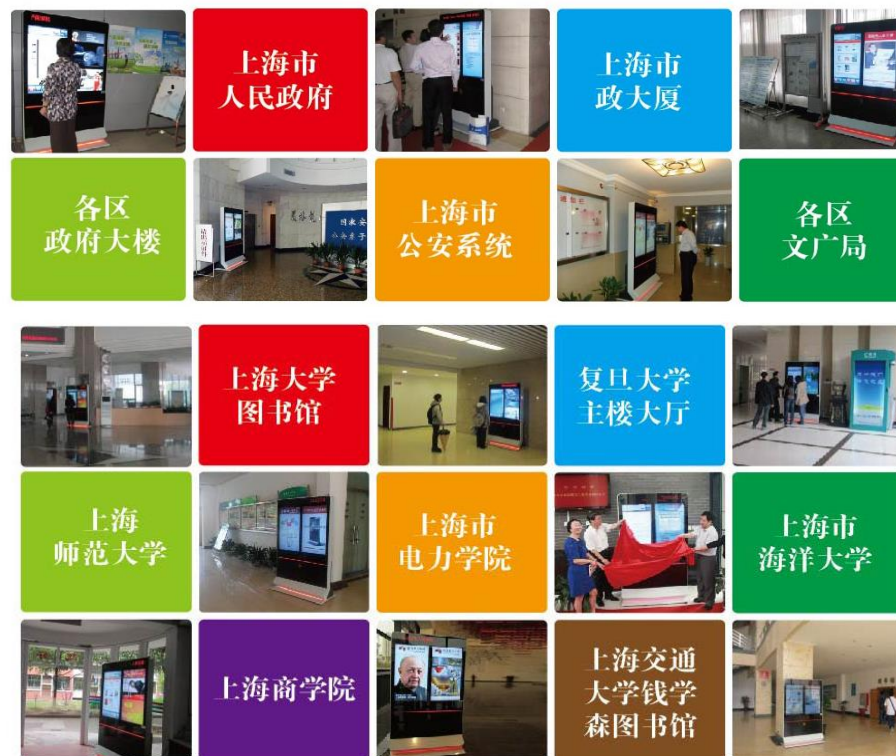 上海市
人民政府
上海市
政大厦
各区
政府大楼
上海市
公安系统
各区
文广局
上海大学
图书馆
复旦大学
主楼大厅
上海
师范大学
上海市
电力学院
上海市
海洋大学
上海商学院
上海交通
大学钱学
森图书馆